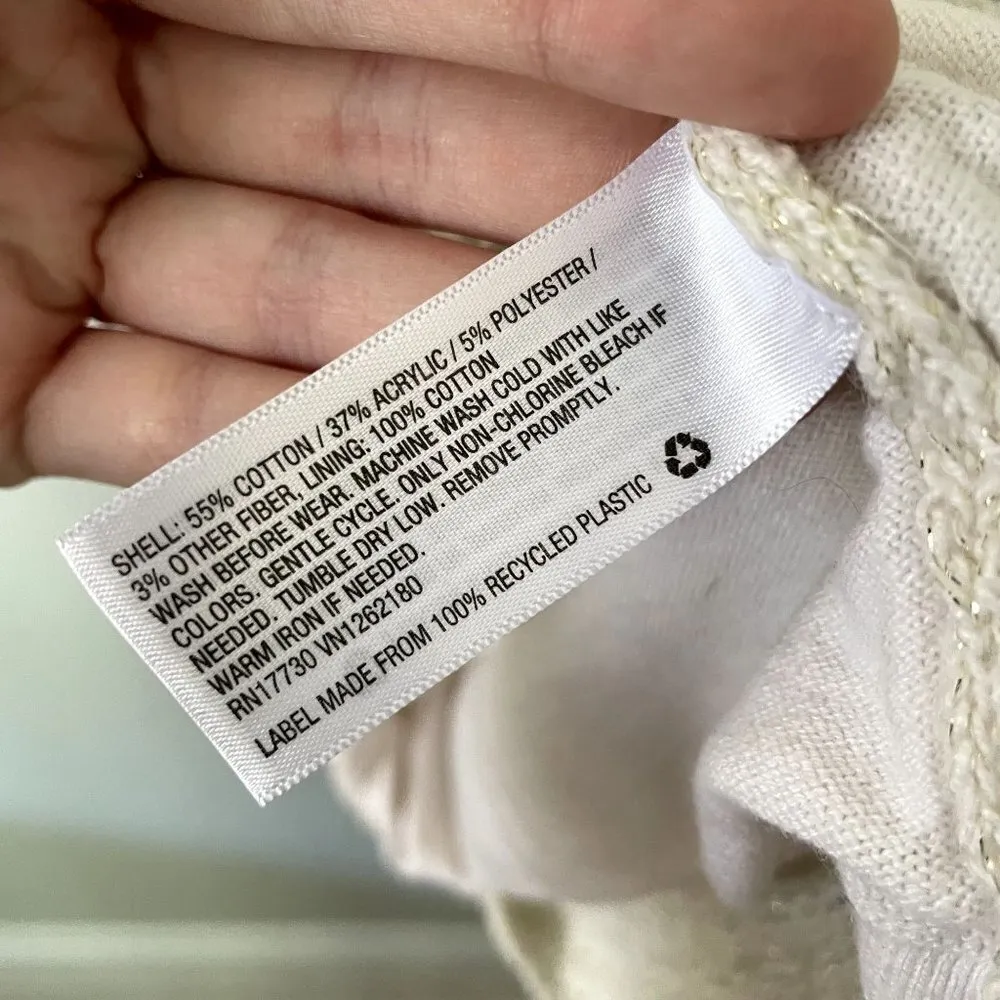 SHELL: 55% COTTON / 37% ACRYLIC / 5% POLYESTER /
3% OTHER FIBER, LINING: 100% COTTON
WASH BEFORE WEAR. MACHINE WASH COLD WITH LIKE
COLORS. GENTLE CYCLE. ONLY NON-CHLORINE BLEACH IF
NEEDED. TUMBLE DRY LOW. REMOVE PROMPTLY.
WARM IRON IF NEEDED.
RN17730 VN1262180
LABEL MADE FROM 100% RECYCLED PLASTIC